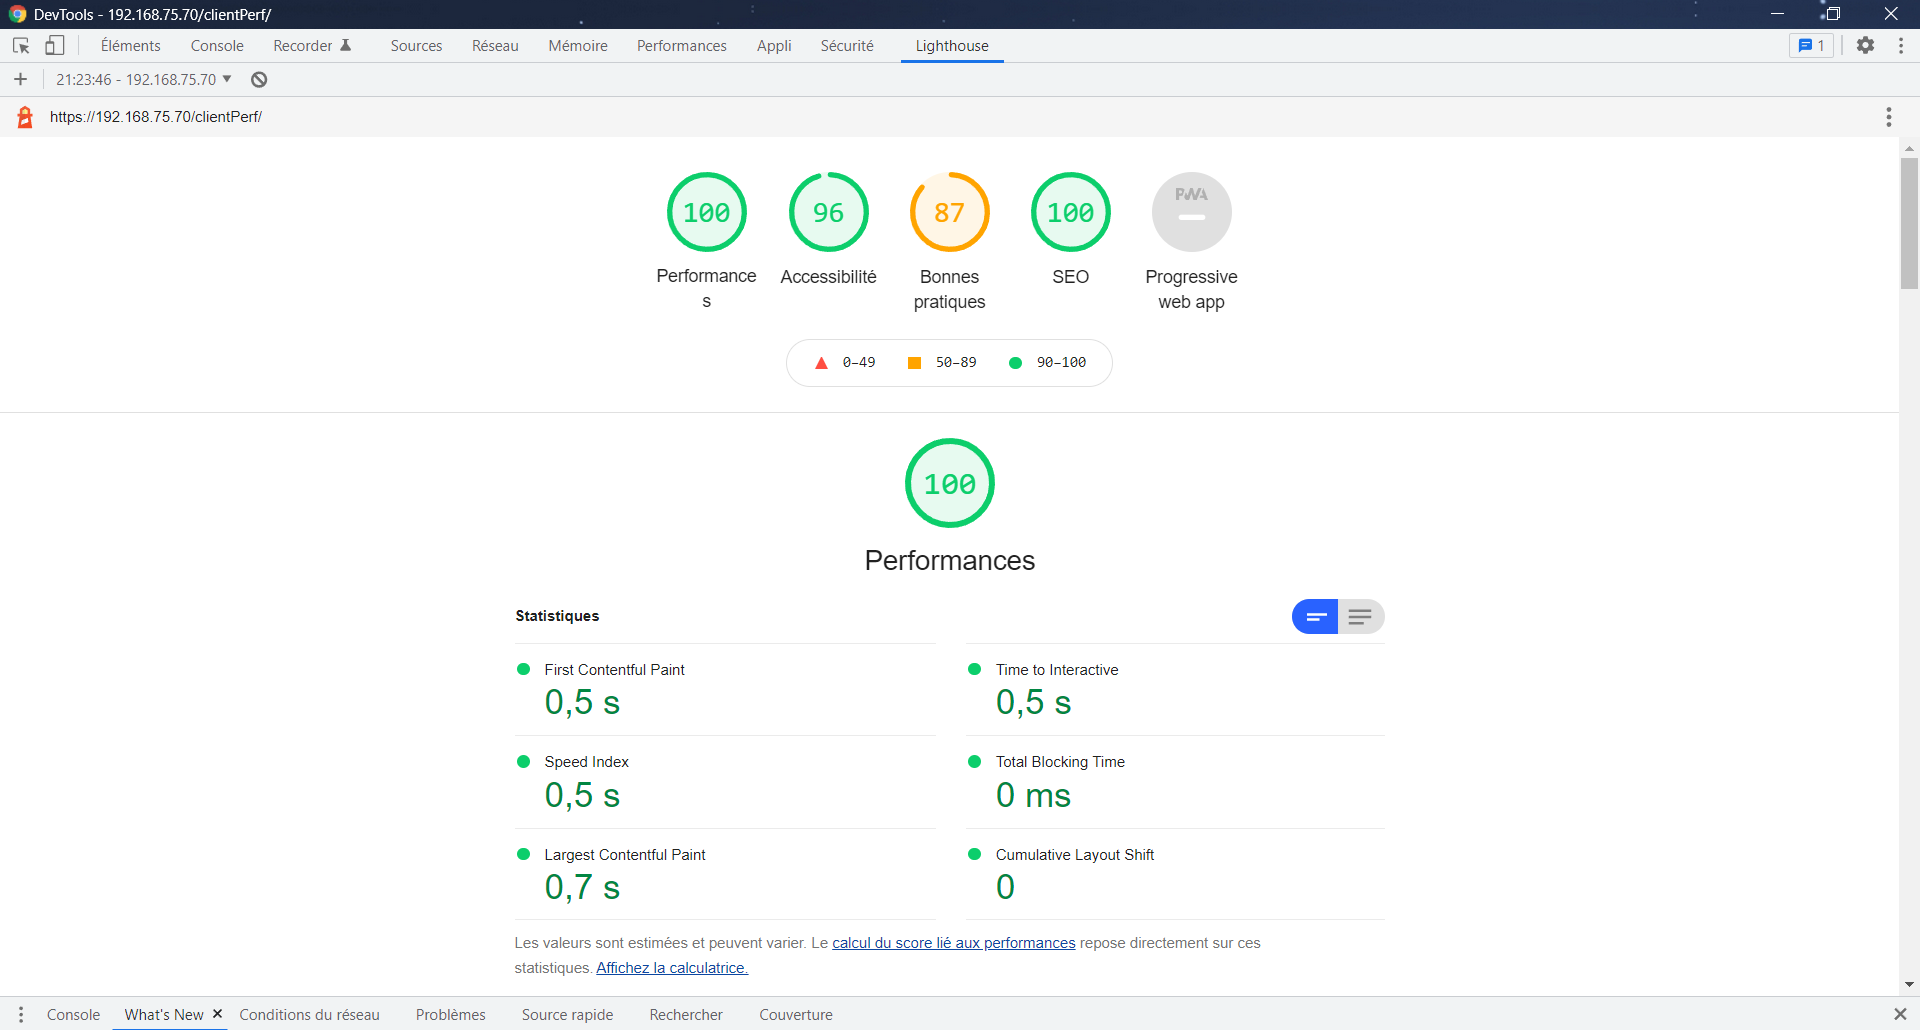 DevTools - 192.168.75.70/clientPerf/
Éléments Console Recorder Sources Réseau Mémoire Performances Appli Sécurité Lighthouse 1
21:23:46 - 192.168.75.70
https://192.168.75.70/clientPerf/
100 96 87 100 PWA
Performance Accessibilité Bonnes SEO Progressive
s pratiques web app
0–49 50–89 90–100
100
Performances
Statistiques
First Contentful Paint Time to Interactive
0,5 s 0,5 s
Speed Index Total Blocking Time
0,5 s 0 ms
Largest Contentful Paint Cumulative Layout Shift
0,7 s 0
Les valeurs sont estimées et peuvent varier. Le calcul du score lié aux performances repose directement sur ces
statistiques. Affichez la calculatrice.
Console What's New Conditions du réseau Problèmes Source rapide Rechercher Couverture